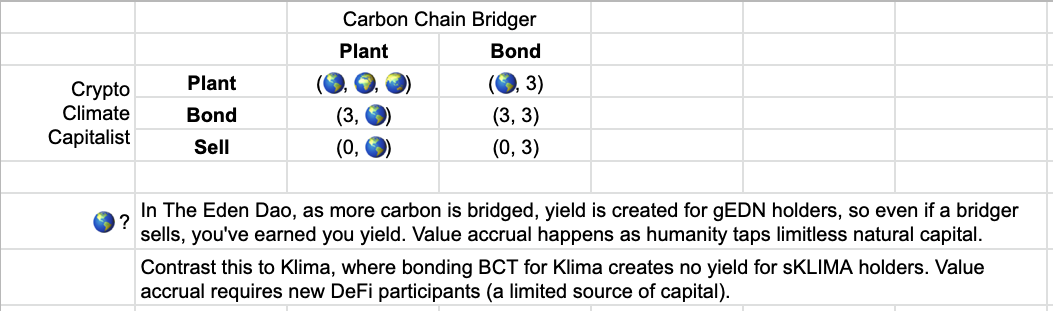 Carbon Chain Bridger
Plant Bond
Crypto Climate Capitalist
Plant (🌎, 🌍, 🌏) (🌎, 3)
Bond (3, 🌎) (3, 3)
Sell (0, 🌎) (0, 3)
🌎? In The Eden Dao, as more carbon is bridged, yield is created for gEDN holders, so even if a bridger
sells, you've earned you yield. Value accrual happens as humanity taps limitless natural capital.
Contrast this to Klima, where bonding BCT for Klima creates no yield for sKLIMA holders. Value
accrual requires new DeFi participants (a limited source of capital).